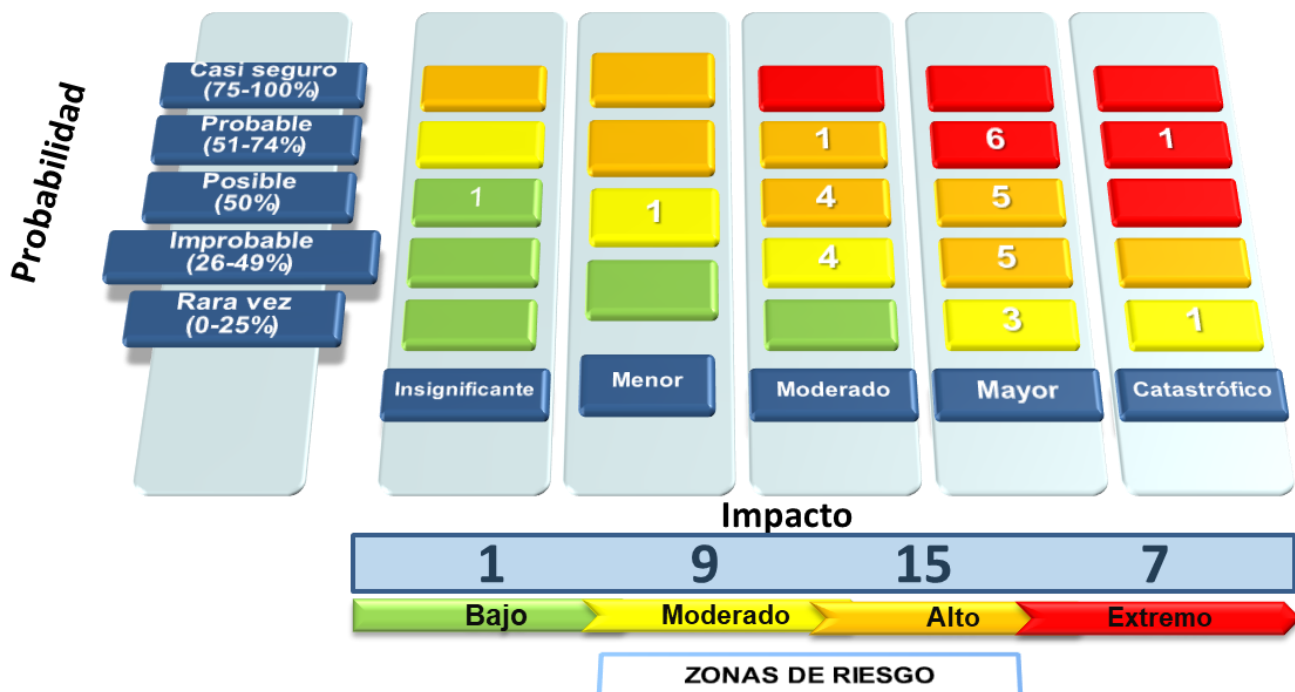 Probabilidad
Casi seguro
(75-100%)
Probable
(51-74%)
1 6 1
Posible
(50%)
1 1 4 5
Improbable
(26-49%)
4 5
Rara vez
(0-25%)
3 1
Insignificante Menor Moderado Mayor Catastrófico
Impacto
1 9 15 7
Bajo Moderado Alto Extremo
ZONAS DE RIESGO